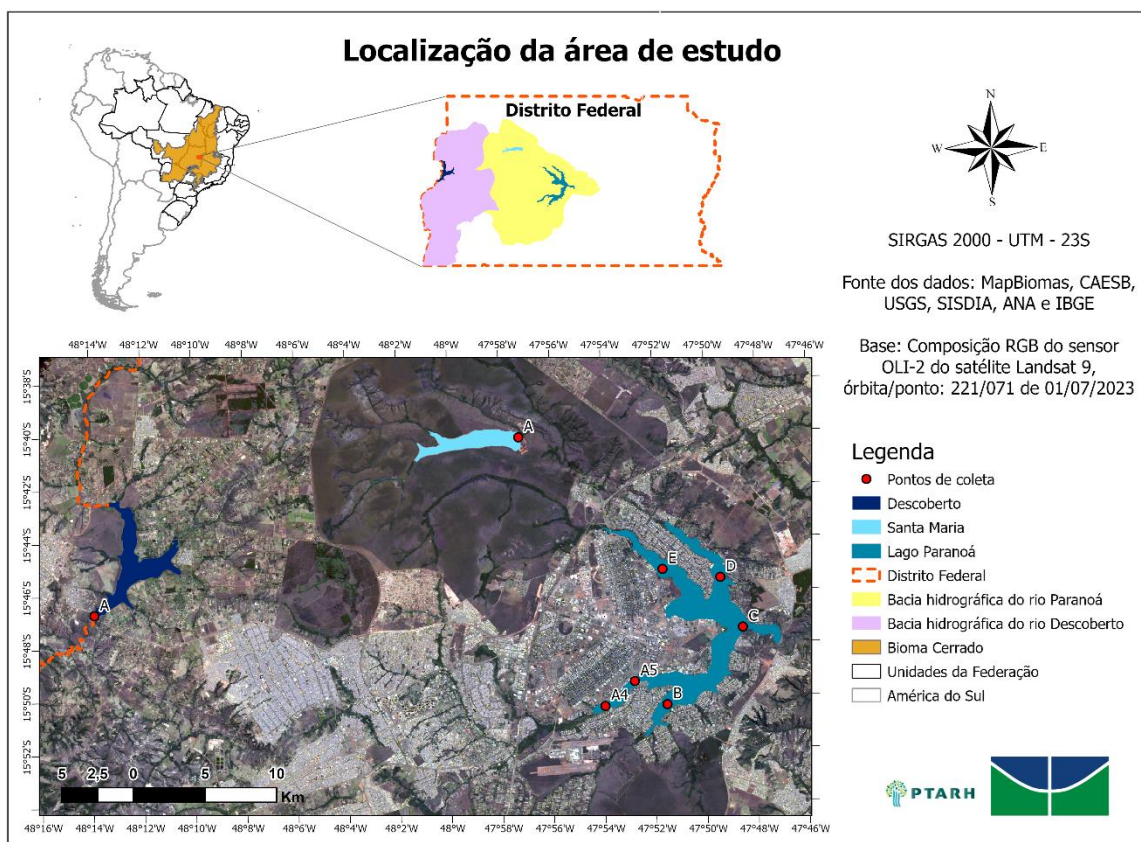 Localização da área de estudo
Distrito Federal
N
W
E
S
SIRGAS 2000 - UTM - 23S
Fonte dos dados: MapBiomas, CAESB,
USGS, SISDIA, ANA e IBGE
Base: Composição RGB do sensor
OLI-2 do satélite Landsat 9,
órbita/ponto: 221/071 de 01/07/2023
Legenda
Pontos de coleta
Descoberto
Santa Maria
Lago Paranoá
Distrito Federal
Bacia hidrográfica do rio Paranoá
Bacia hidrográfica do rio Descoberto
Bioma Cerrado
Unidades da Federação
América do Sul
PTARH
48°14'W 48°12'W 48°10'W 48°8'W 48°6'W 48°4'W 48°2'W 48°W 47°58'W 47°56'W 47°54'W 47°52'W 47°50'W 47°48'W 47°46'W
15°38'S
15°40'S
15°42'S
15°44'S
15°46'S
15°48'S
15°50'S
15°52'S
A
A
E
D
C
A5
A4
B
5 2,5 0 5 10
Km
48°16'W 48°14'W 48°12'W 48°10'W 48°8'W 48°6'W 48°4'W 48°2'W 48°W 47°58'W 47°56'W 47°54'W 47°52'W 47°50'W 47°48'W 47°46'W